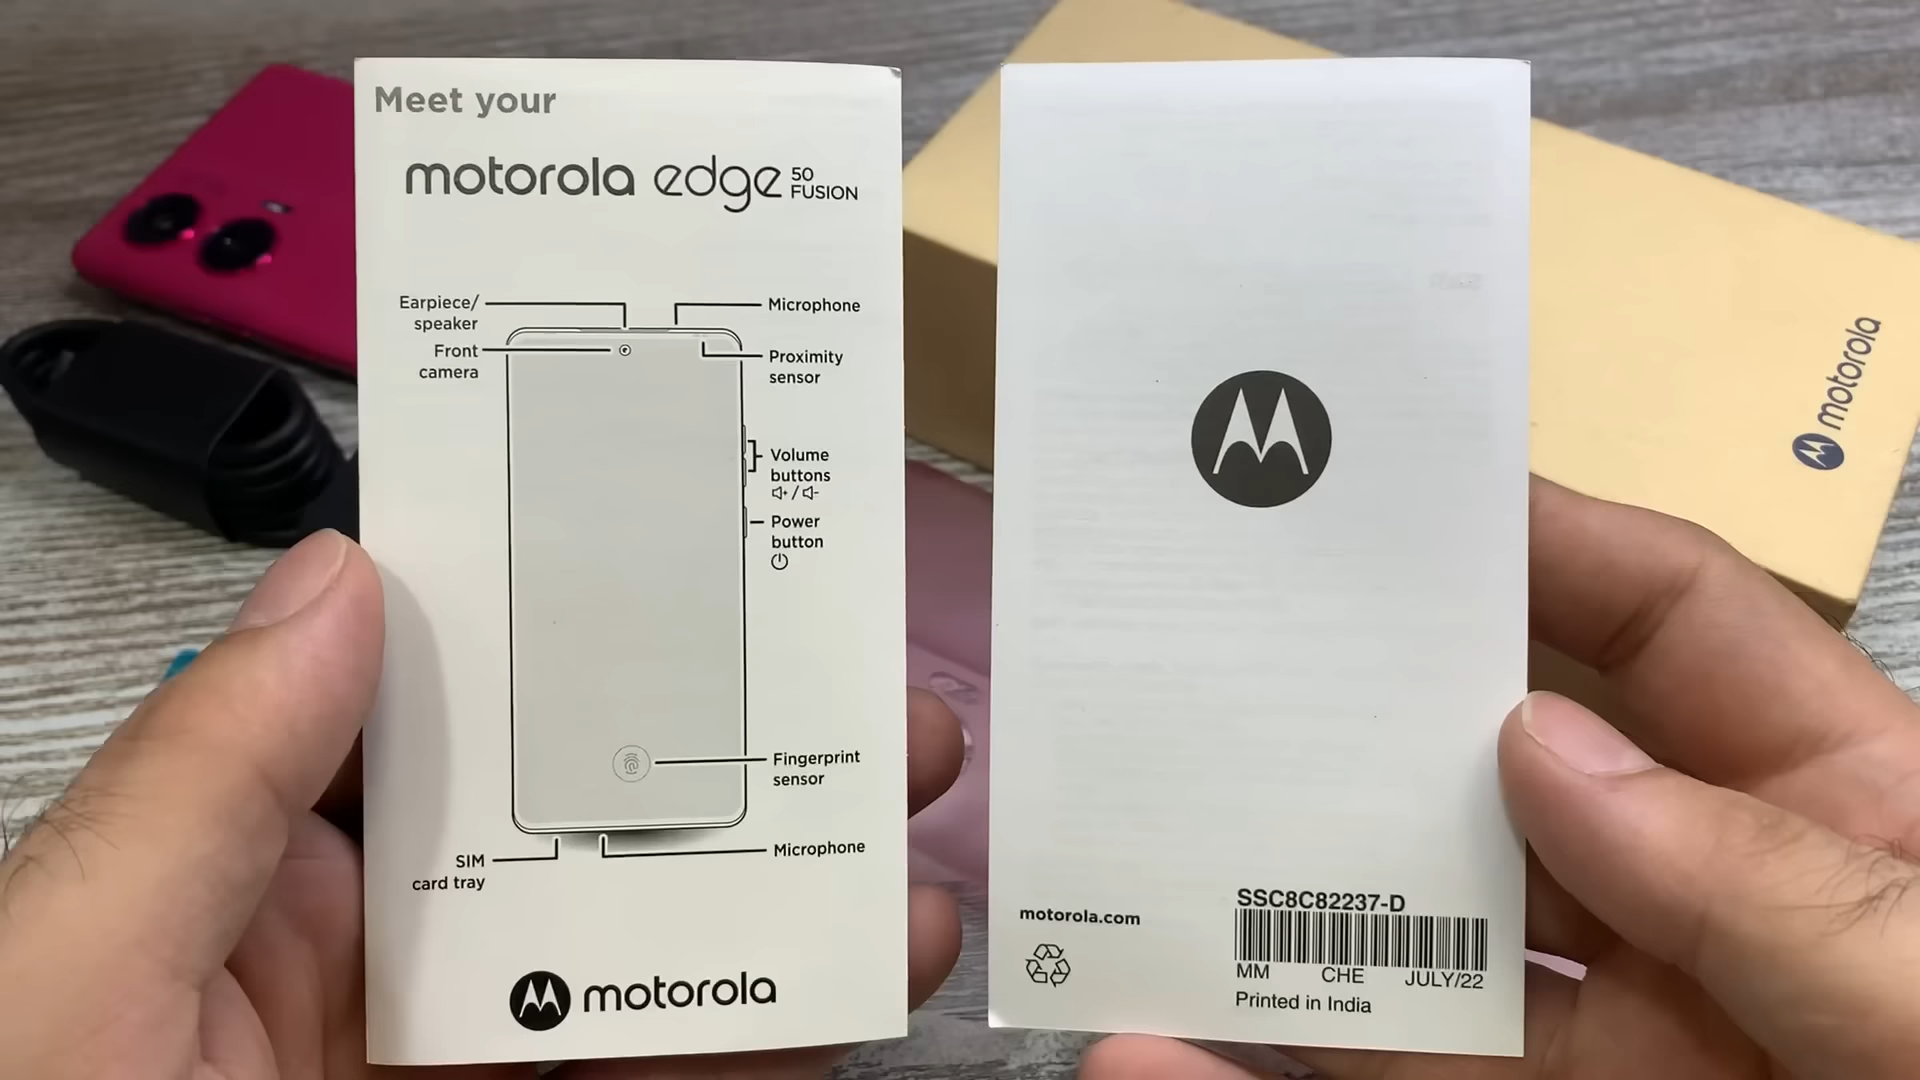 Meet your
motorola edge 50 FUSION
Earpiece/
speaker
Front
camera
Microphone
Proximity
sensor
Volume
buttons
Power
button
Fingerprint
sensor
SIM
card tray
Microphone
motorola
motorola.com
SSC8C82237-D
MM CHE JULY/22
Printed in India
motorola